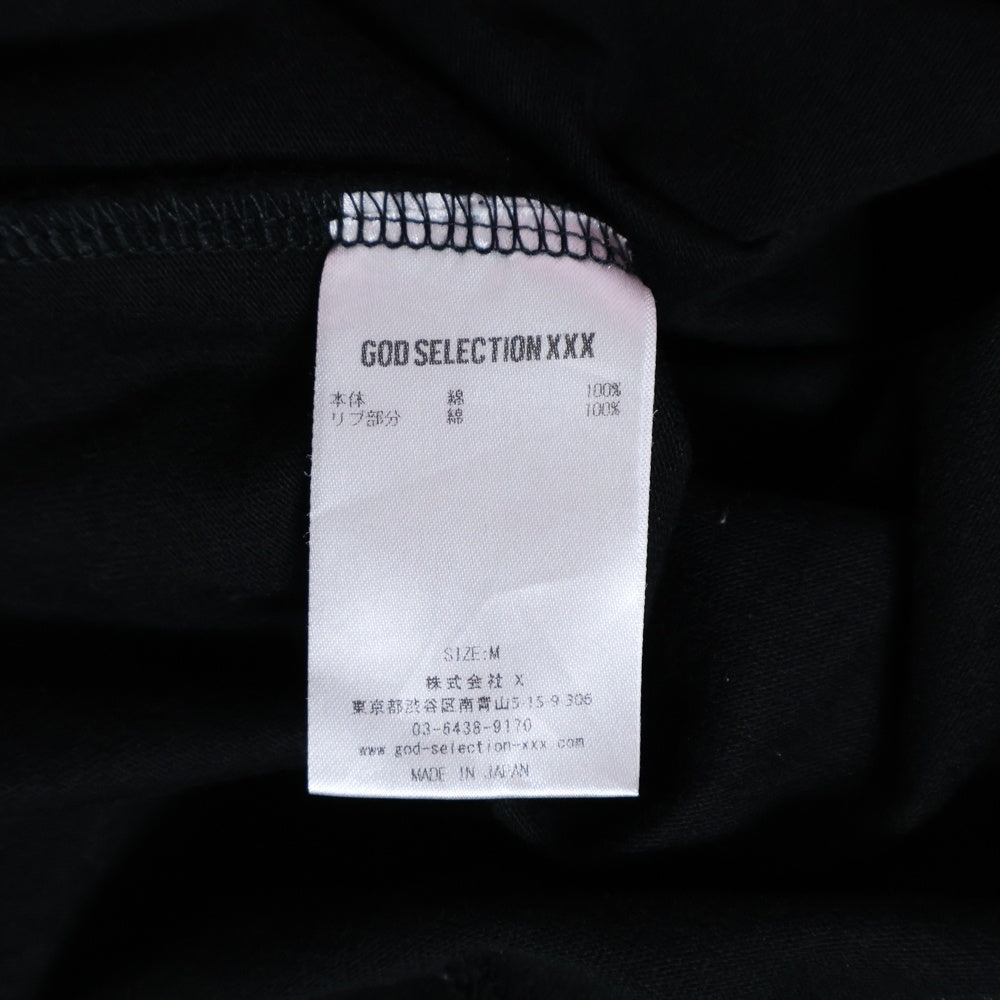 GOD SELECTION XXX
本体 綿 100%
リブ部分 綿 100%
SIZE:M
株式会社 X
東京都渋谷区南青山5-15-9 306
03-6438-9170
www god-selection-xxx com
MADE IN JAPAN